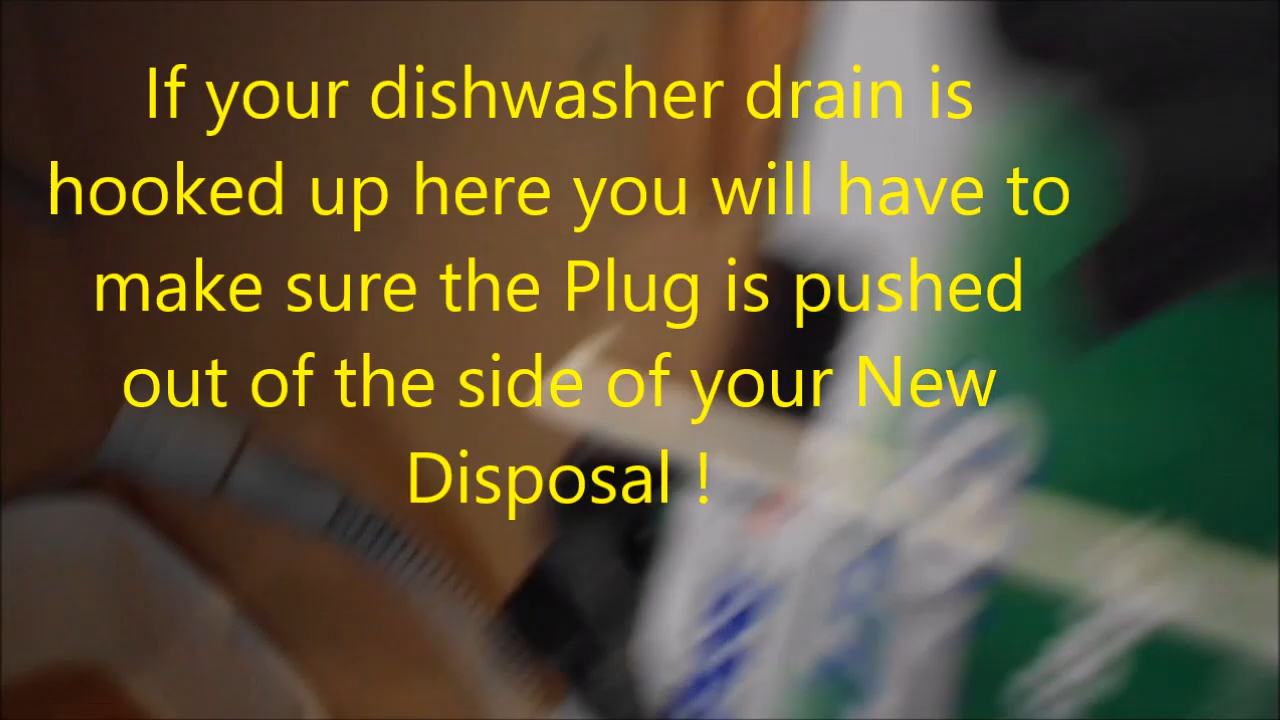 If your dishwasher drain is
hooked up here you will have to
make sure the Plug is pushed
out of the side of your New
Disposal !